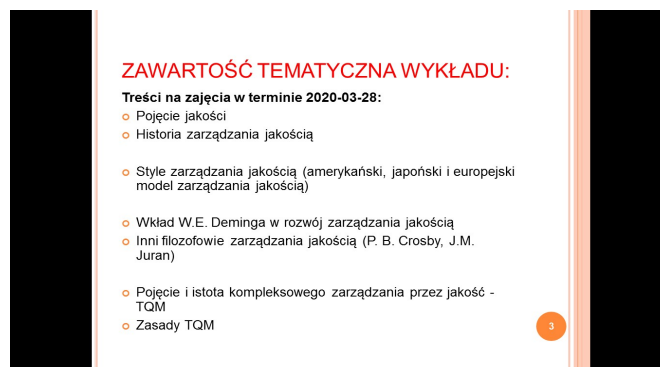 ZAWARTOŚĆ TEMATYCZNA WYKŁADU:
Treści na zajęcia w terminie 2020-03-28:
Pojęcie jakości
Historia zarządzania jakością
Style zarządzania jakością (amerykański, japoński i europejski
model zarządzania jakością)
Wkład W.E. Deminga w rozwój zarządzania jakością
Inni filozofowie zarządzania jakością (P. B. Crosby, J.M.
Juran)
Pojęcie i istota kompleksowego zarządzania przez jakość -
TQM
Zasady TQM
3